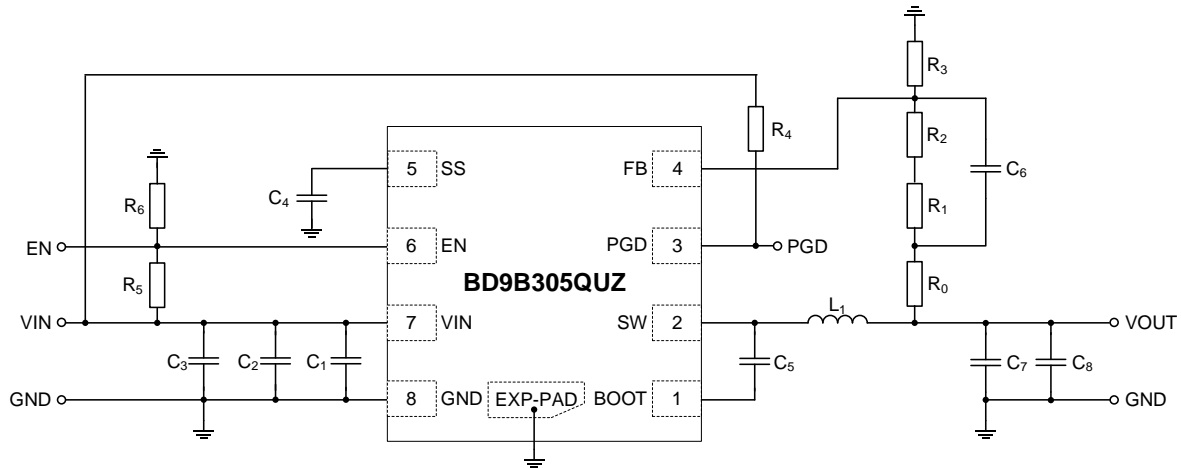 R₃
R₄
R₂
5 SS
FB 4
C₆
C₄
R₆
R₁
EN
6 EN
PGD 3
PGD
BD9B305QUZ
R₅
R₀
L₁
VIN
7 VIN
SW 2
VOUT
C₃ C₂ C₁
C₅
C₇ C₈
GND
8 GND
EXP-PAD
BOOT 1
GND